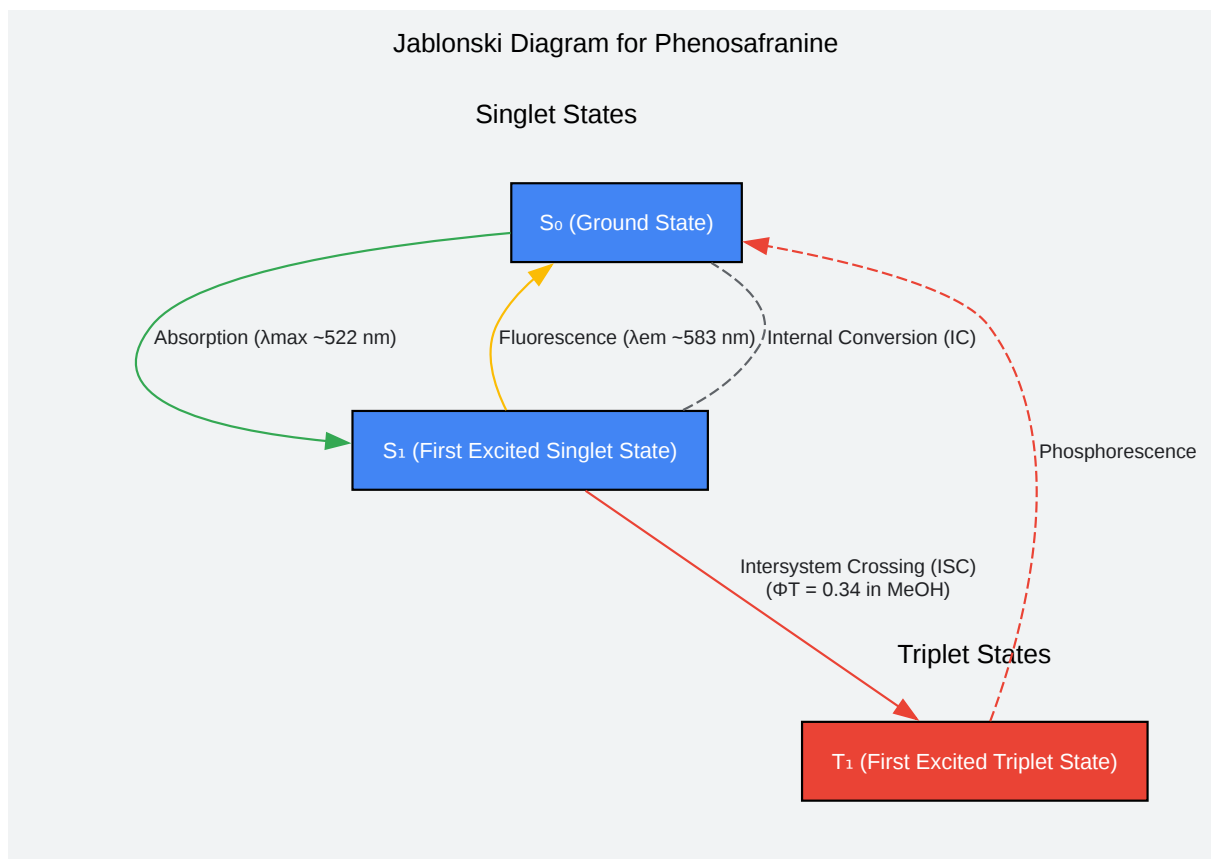 Jablonski Diagram for Phenosafranine
Singlet States
S₀ (Ground State)
Absorption (λmax ~522 nm)
Fluorescence (λem ~583 nm)
Internal Conversion (IC)
S₁ (First Excited Singlet State)
Phosphorescence
Intersystem Crossing (ISC)
(ΦT = 0.34 in MeOH)
Triplet States
T₁ (First Excited Triplet State)